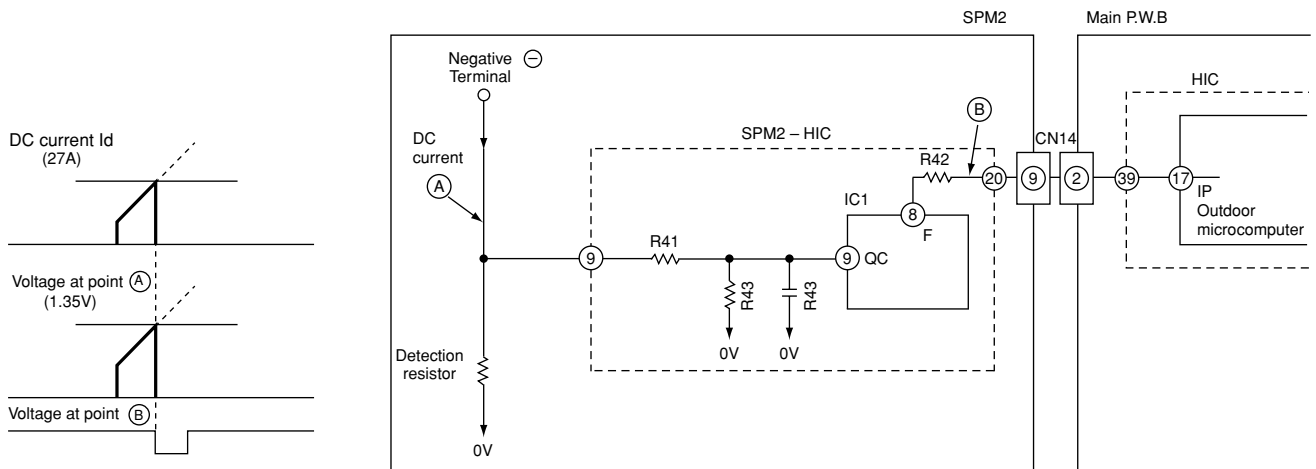 DC current Id
(27A)
Voltage at point Ⓐ
(1.35V)
Voltage at point Ⓑ
SPM2
Main P.W.B
Negative ⊖
Terminal
DC
current
Ⓐ
Detection
resistor
0V
SPM2 – HIC
⑨
R41
R43
0V
R43
0V
IC1
⑨ QC
⑧
F
R42
Ⓑ
⑳
CN14
⑨
②
HIC
㊴
⑰
IP
Outdoor
microcomputer